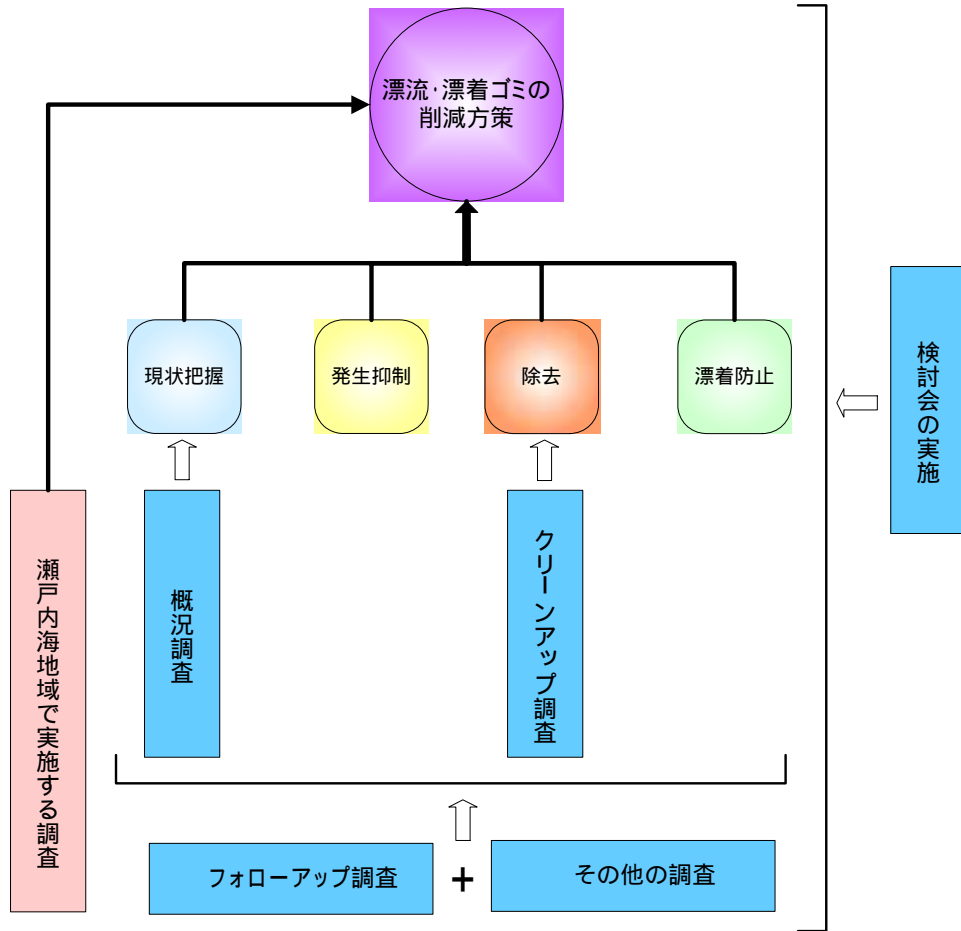 漂流・漂着ゴミの
削減方策
現状把握
発生抑制
除去
漂着防止
検討会の実施
瀬戸内海地域で実施する調査
概況調査
クリーンアップ調査
フォローアップ調査
+
その他の調査